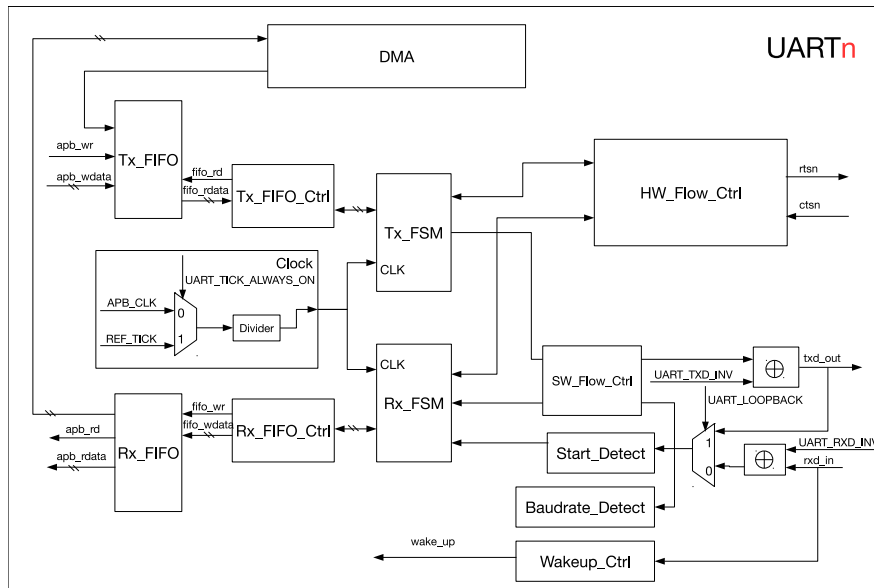 DMA
UARTn
apb_wr
Tx_FIFO
apb_wdata
fifo_rd
fifo_rdata
Tx_FIFO_Ctrl
Tx_FSM
CLK
HW_Flow_Ctrl
rtsn
ctsn
Clock
UART_TICK_ALWAYS_ON
APB_CLK
0
REF_TICK
1
Divider
CLK
Rx_FSM
SW_Flow_Ctrl
UART_TXD_INV
txd_out
UART_LOOPBACK
fifo_wr
fifo_wdata
Rx_FIFO_Ctrl
apb_rd
Rx_FIFO
apb_rdata
Start_Detect
1
0
UART_RXD_INV
rxd_in
Baudrate_Detect
wake_up
Wakeup_Ctrl